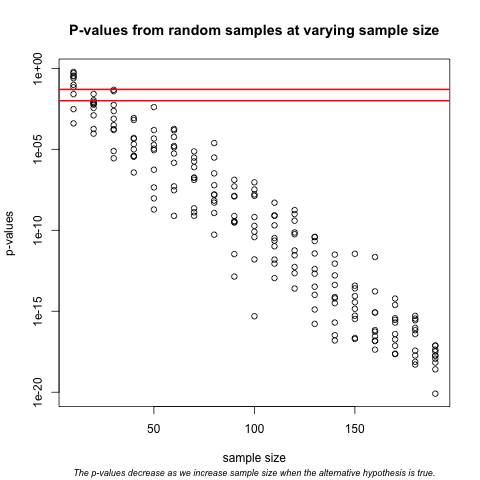 P-values from random samples at varying sample size
1e+00
1e-05
1e-10
1e-15
1e-20
p-values
50
100
150
sample size
The p-values decrease as we increase sample size when the alternative hypothesis is true.